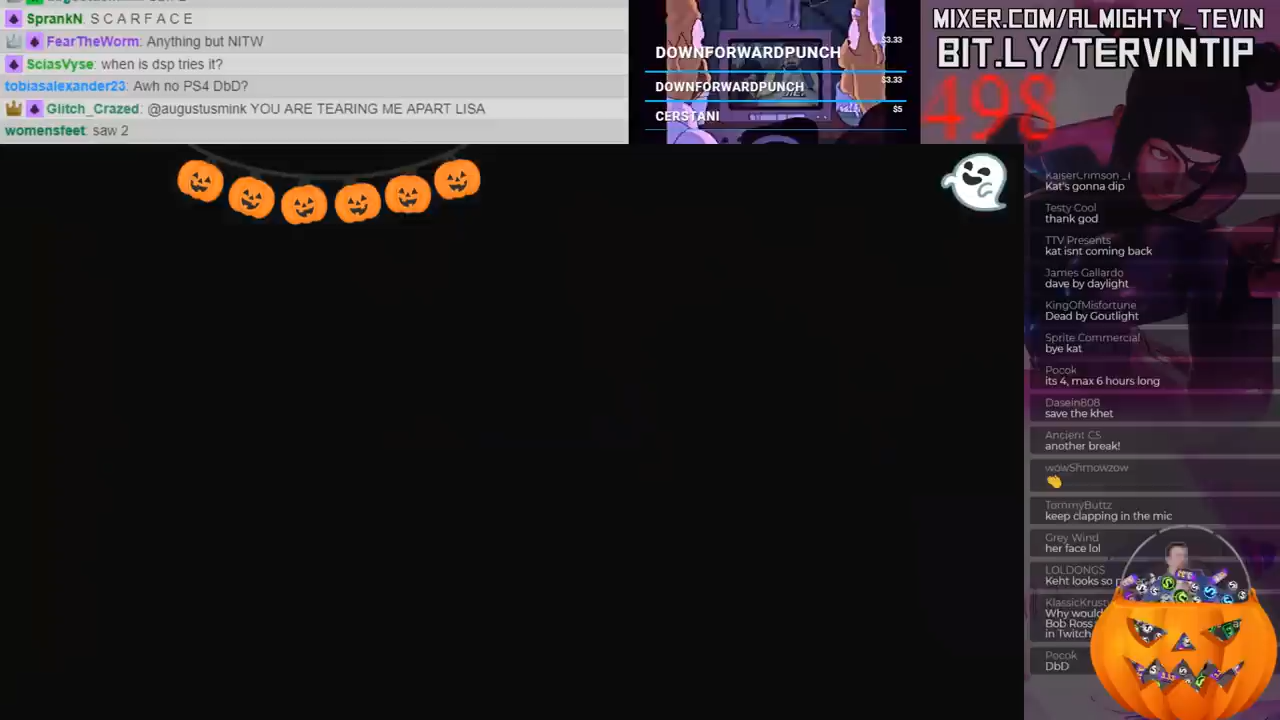 SprankN: S C A R F A C E
FearTheWorm: Anything but NITW
SciasVyse: when is dsp tries it?
tobiasalexander23: Awh no PS4 DbD?
Glitch_Crazed: @augustusmink YOU ARE TEARING ME APART LISA
womensfeet: saw 2
$3.33
DOWNFORWARDPUNCH
$3.33
DOWNFORWARDPUNCH
$5
CERSTANI
MIXER.COM/ALMIGHTY_TEVIN
BIT.LY/TERVINTIP
498
KaiserCrimson _I
Kat's gonna dip
Testy Cool
thank god
TTV Presents
kat isnt coming back
James Gallardo
dave by daylight
KingOfMisfortune
Dead by Goutlight
Sprite Commercial
bye kat
Pocok
its 4, max 6 hours long
Dasein808
save the khet
Ancient C5
another break!
wowShmowzow
TommyButtz
keep clapping in the mic
Grey Wind
her face lol
LOLDONGS
Keht looks so
KlassicKrusty
Why would
Bob Ross
in Twitch
Pocok
DbD